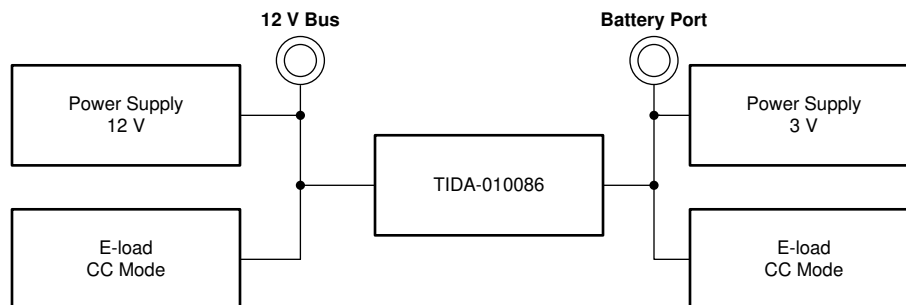 12 V Bus
Battery Port
Power Supply
12 V
Power Supply
3 V
TIDA-010086
E-load
CC Mode
E-load
CC Mode